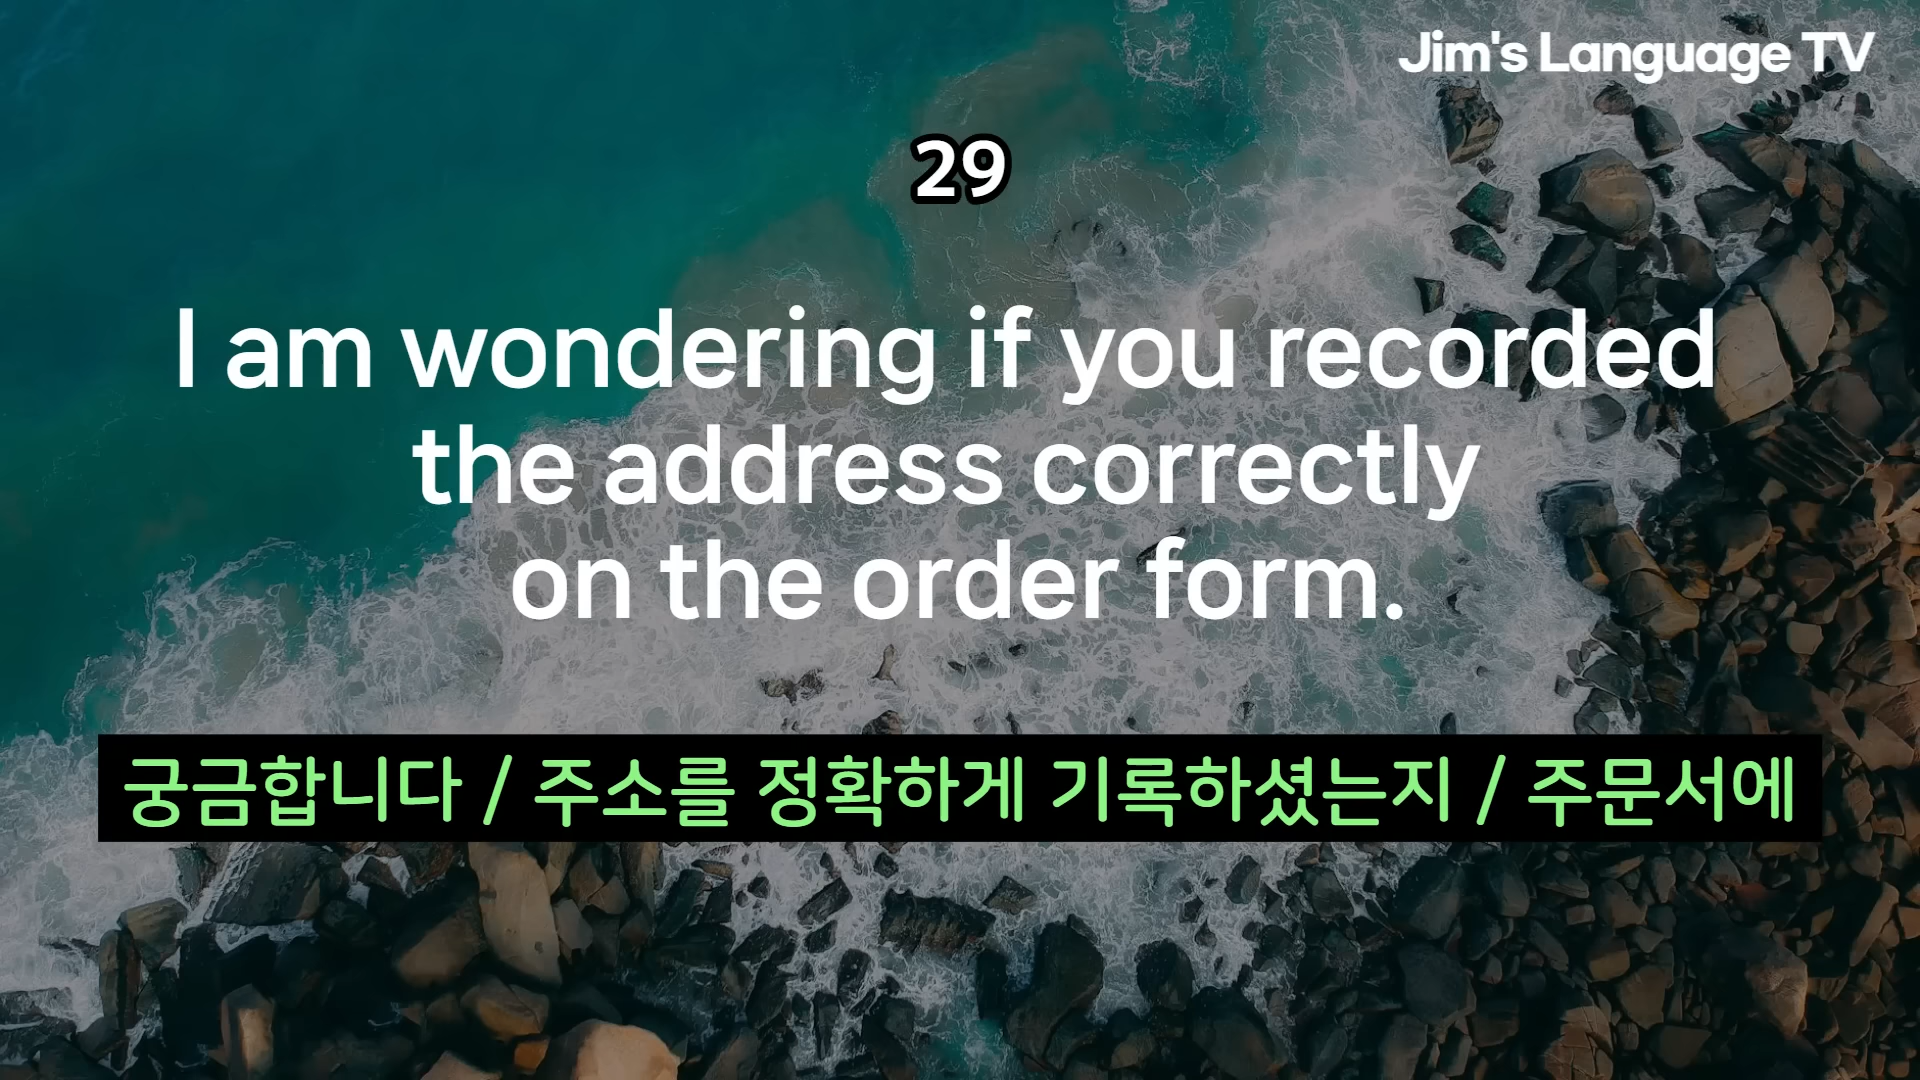 Jim's Language TV
29
I am wondering if you recorded
the address correctly
on the order form.
궁금합니다 / 주소를 정확하게 기록하셨는지 / 주문서에